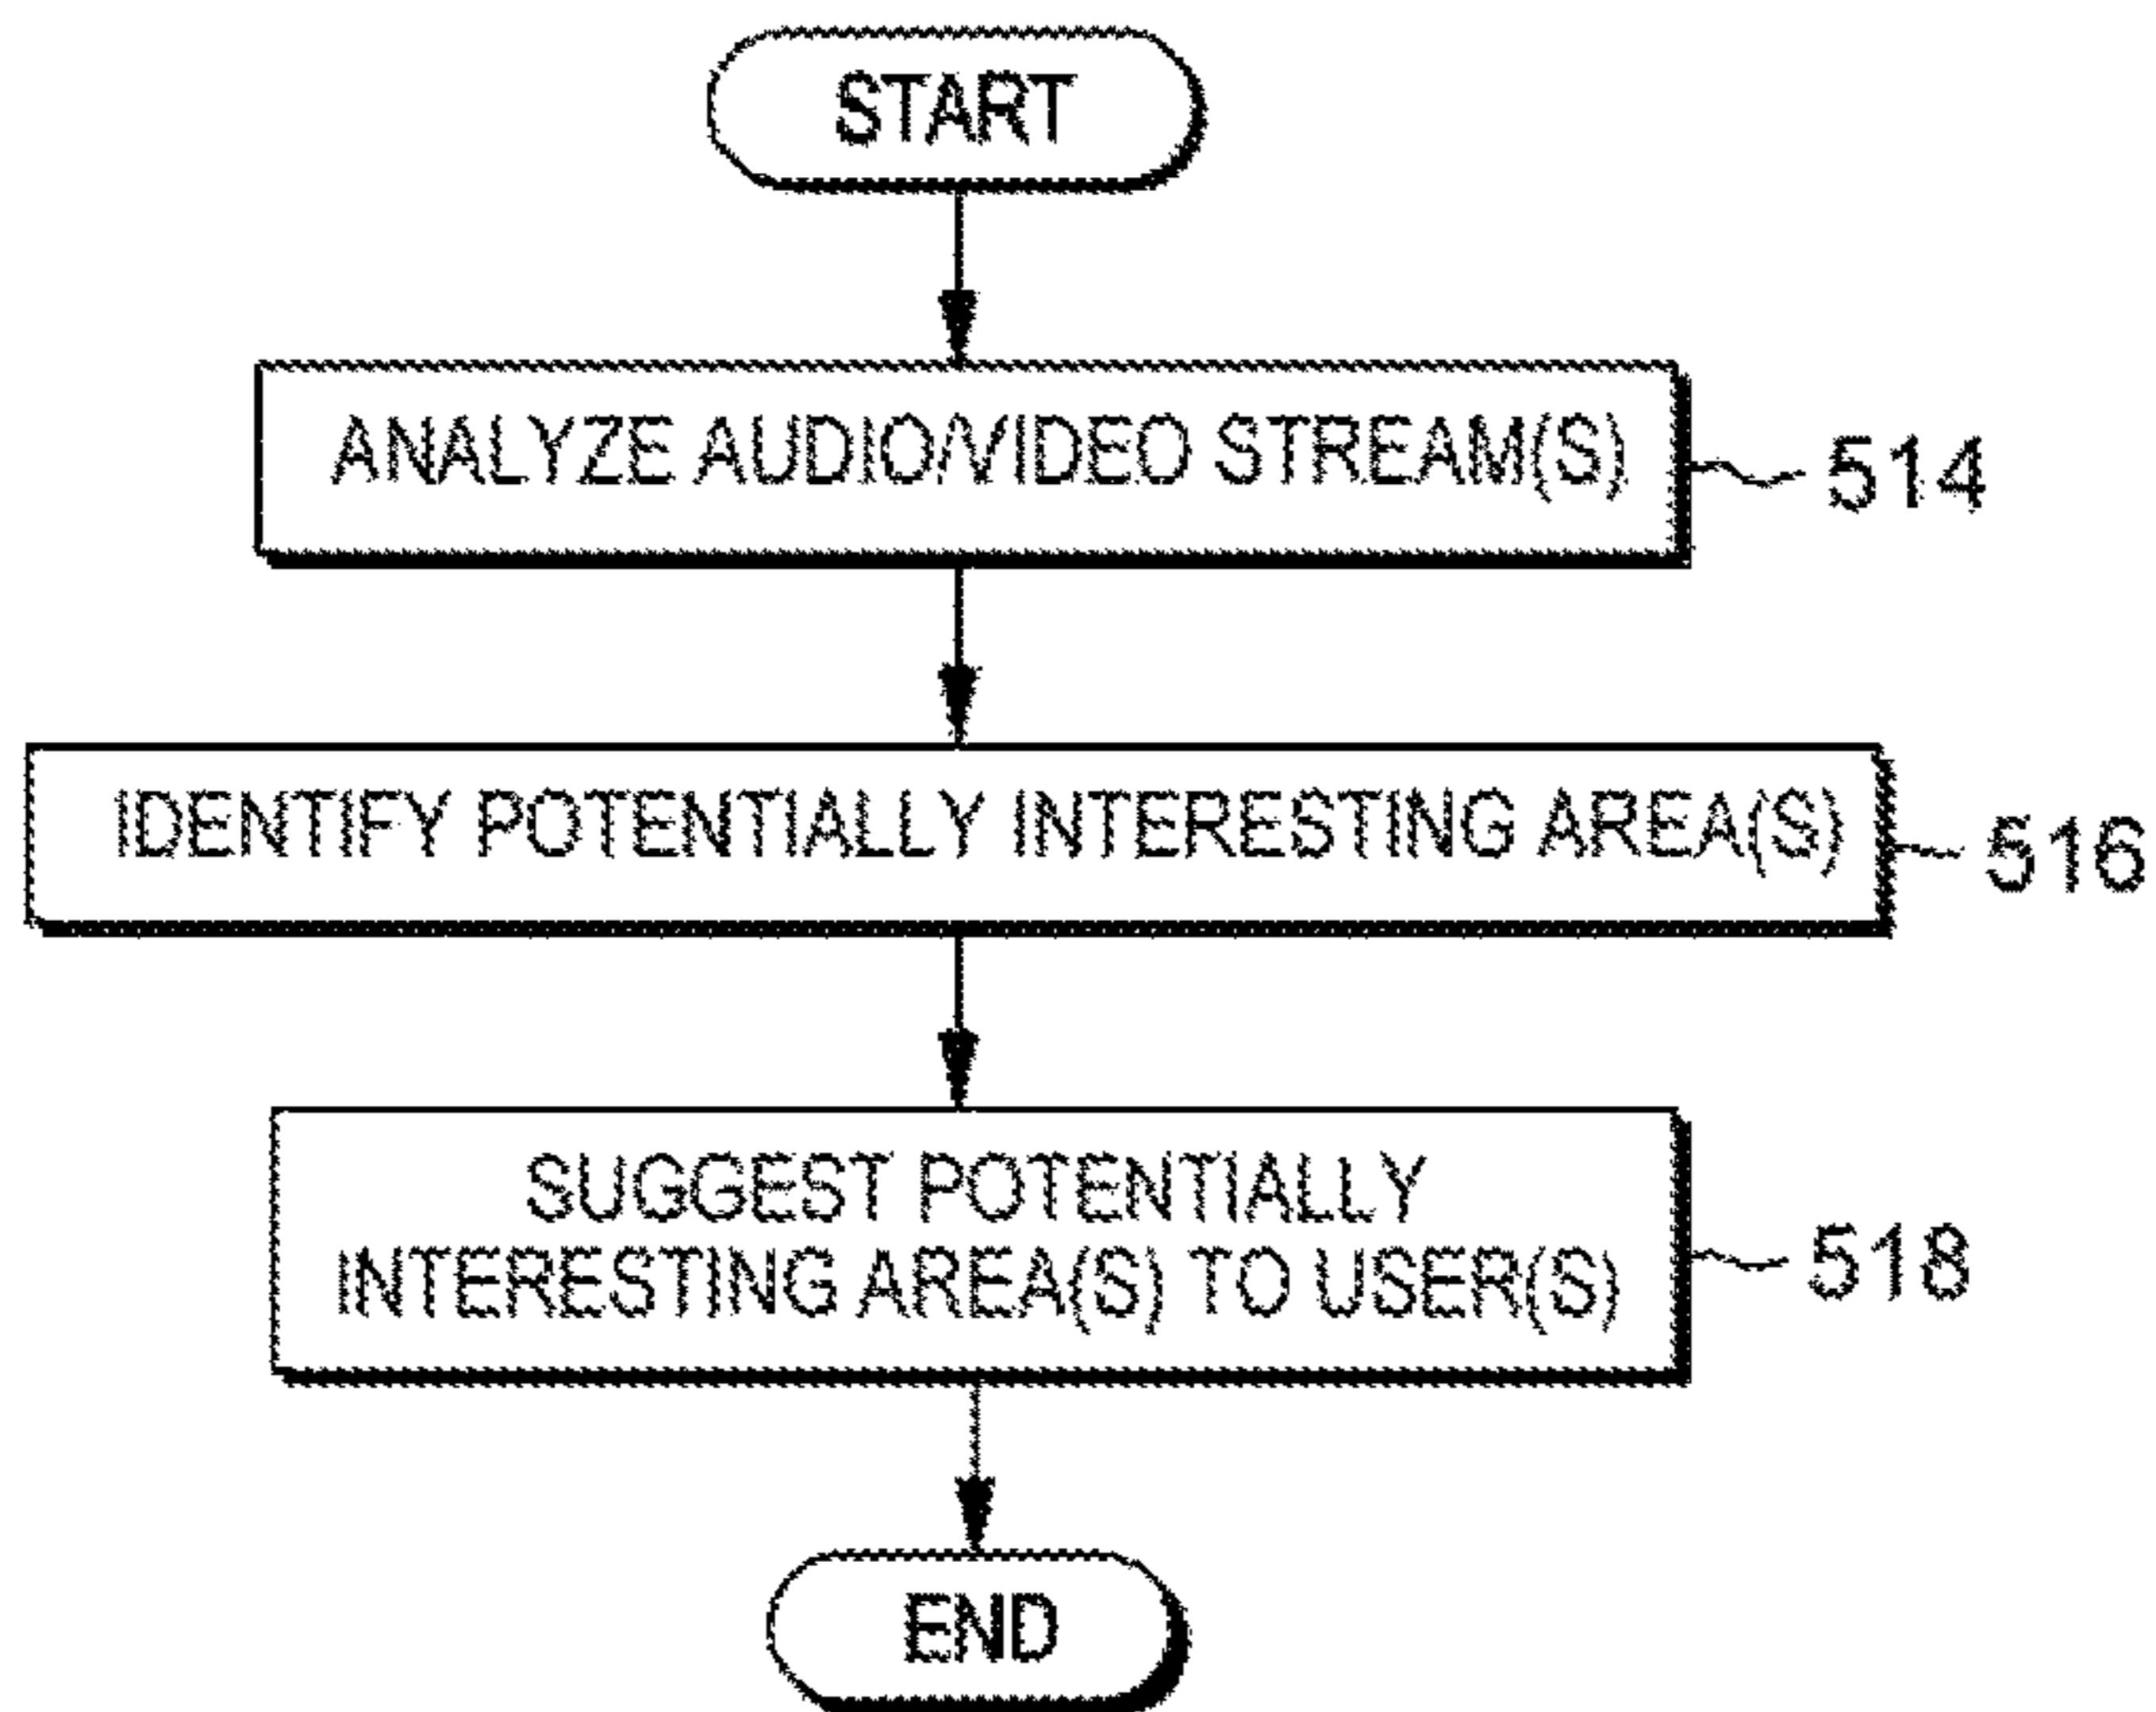 START
ANALYZE AUDIO/VIDEO STREAM(S)
514
IDENTIFY POTENTIALLY INTERESTING AREA(S)
516
SUGGEST POTENTIALLY
INTERESTING AREA(S) TO USER(S)
518
END